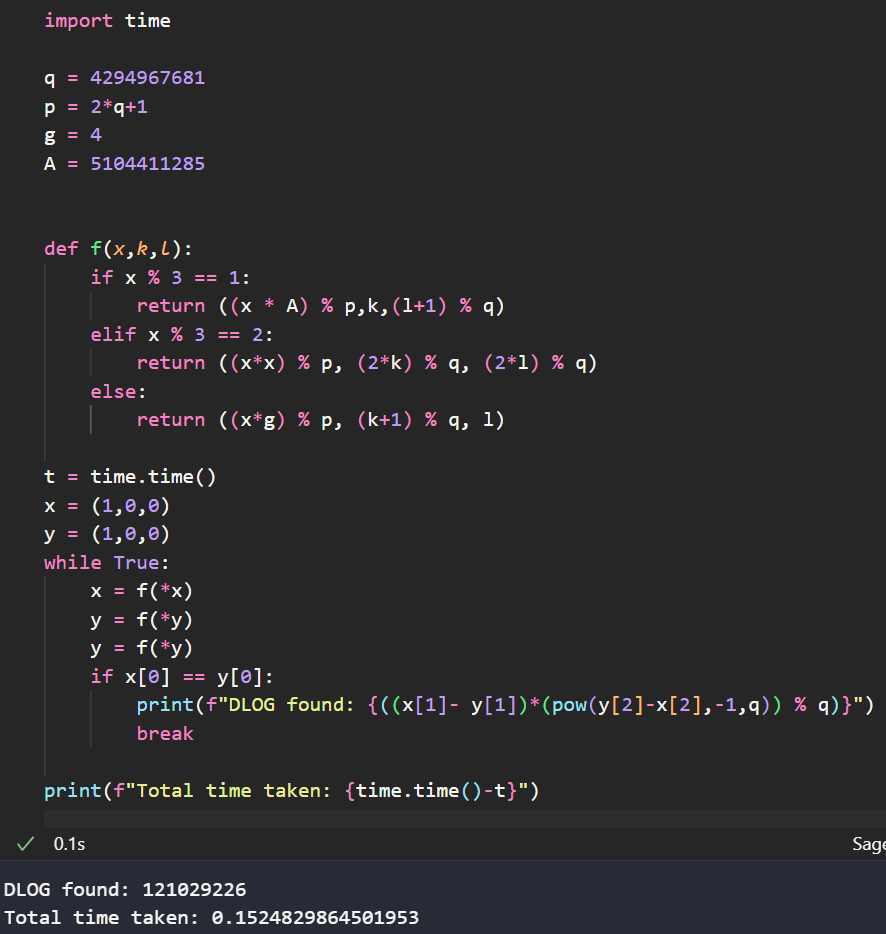 import time
q = 4294967681
p = 2*q+1
g = 4
A = 5104411285
def f(x,k,l):
if x % 3 == 1:
return ((x * A) % p,k,(l+1) % q)
elif x % 3 == 2:
return ((x*x) % p, (2*k) % q, (2*l) % q)
else:
return ((x*g) % p, (k+1) % q, l)
t = time.time()
x = (1,0,0)
y = (1,0,0)
while True:
x = f(*x)
y = f(*y)
y = f(*y)
if x[0] == y[0]:
print(f"DLOG found: {((x[1]- y[1])*(pow(y[2]-x[2],-1,q)) % q)}")
break
print(f"Total time taken: {time.time()-t}")
0.1s
Sage
DLOG found: 121029226
Total time taken: 0.1524829864501953